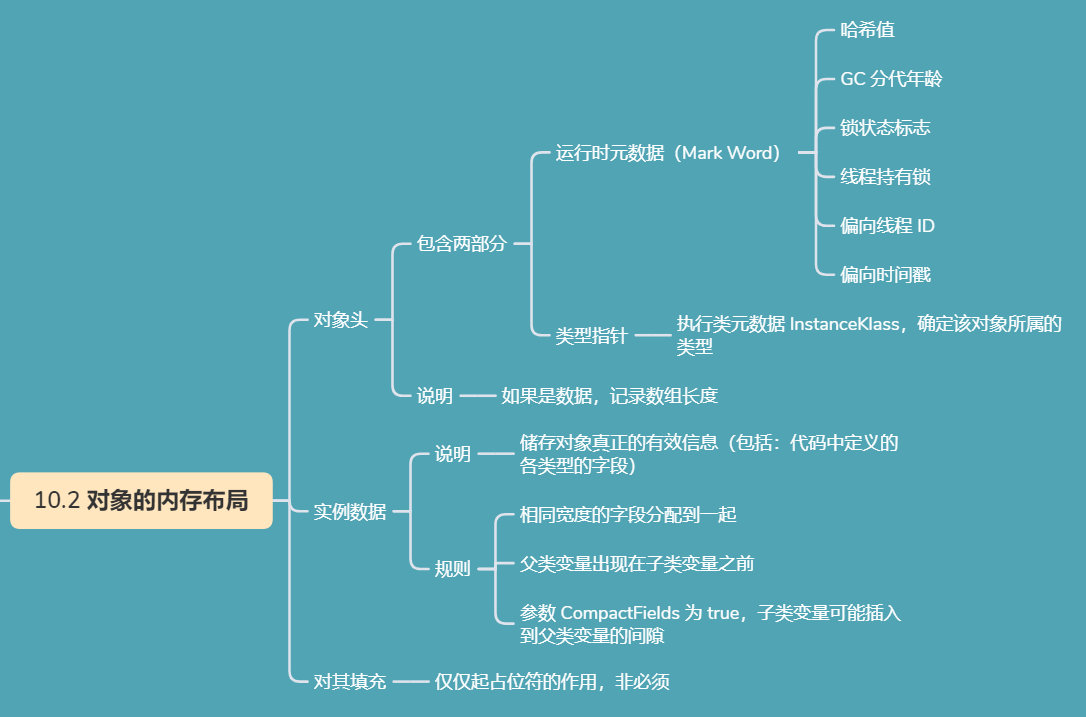 哈希值
GC 分代年龄
锁状态标志
运行时元数据（Mark Word）
线程持有锁
偏向线程 ID
包含两部分
偏向时间戳
对象头
类型指针
执行类元数据 InstanceKlass，确定该对象所属的
类型
说明
如果是数据，记录数组长度
说明
储存对象真正的有效信息（包括：代码中定义的
各类型的字段）
10.2 对象的内存布局
实例数据
相同宽度的字段分配到一起
规则
父类变量出现在子类变量之前
参数 CompactFields 为 true，子类变量可能插入
到父类变量的间隙
对其填充
仅仅起占位符的作用，非必须